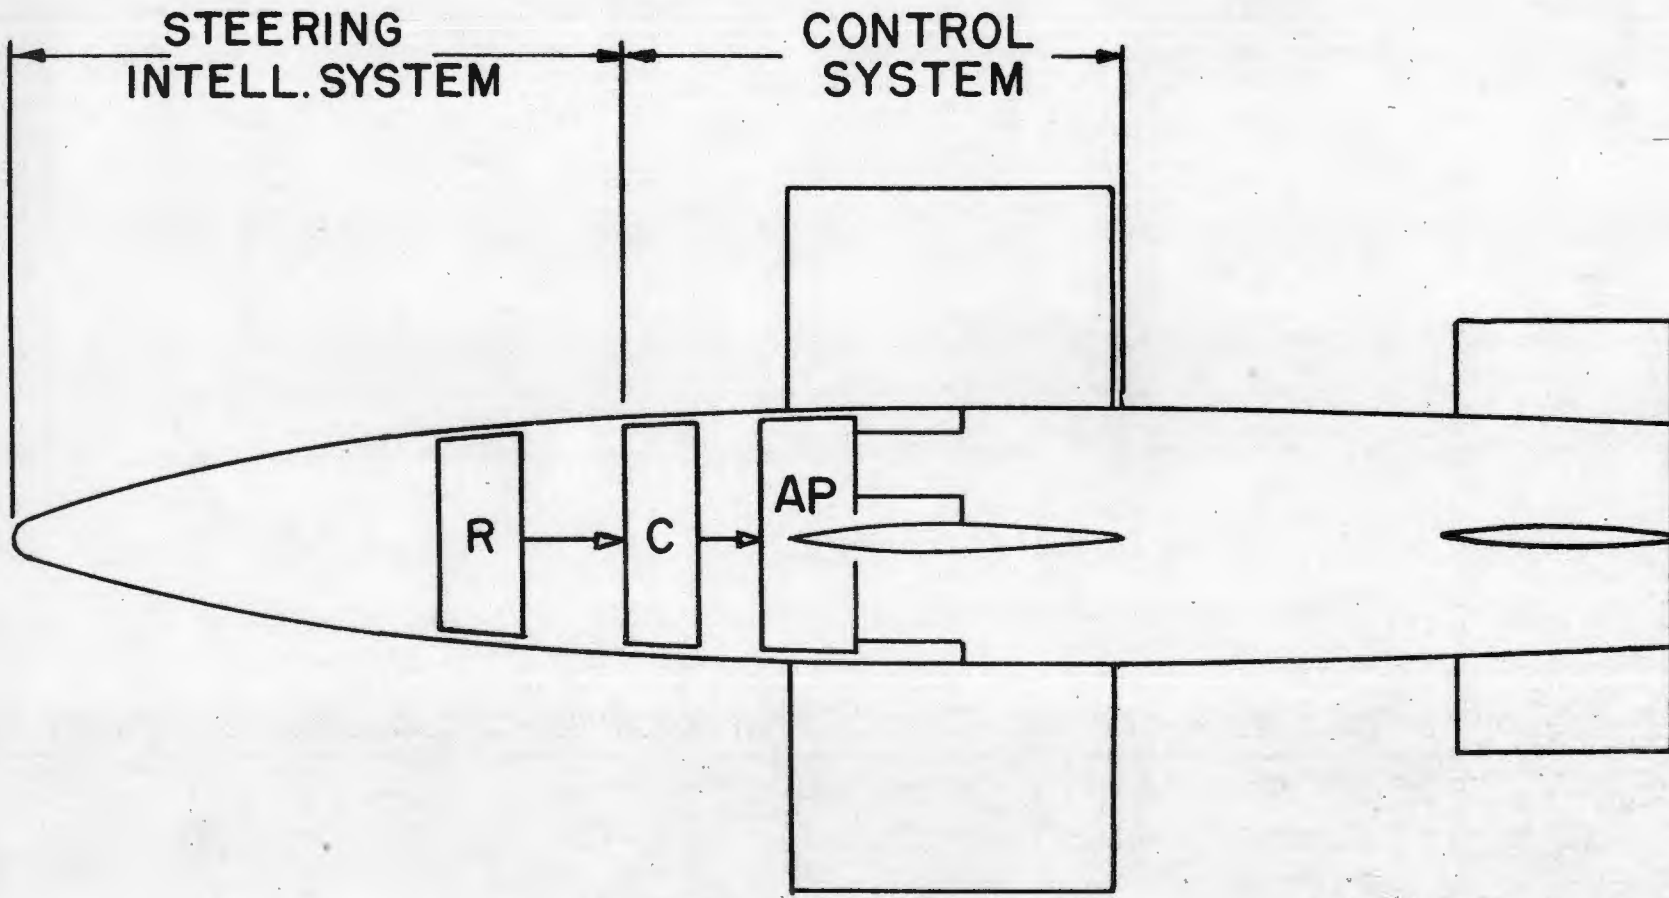 STEERING
INTELL. SYSTEM
CONTROL
SYSTEM
R
C
AP